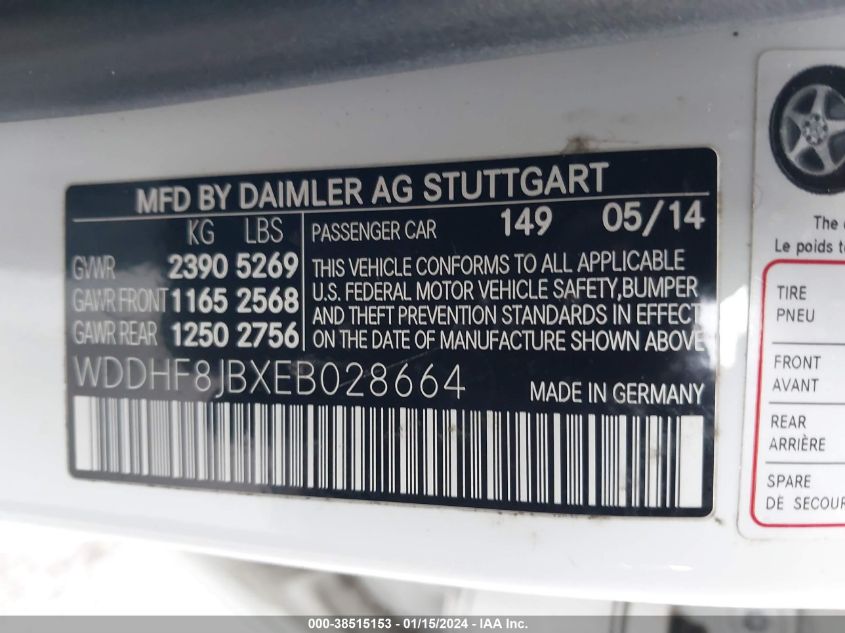 MFD BY DAIMLER AG STUTTGART
KG LBS
PASSENGER CAR 149 05/14
GVWR 2390 5269
GAWR FRONT 1165 2568
GAWR REAR 1250 2756
THIS VEHICLE CONFORMS TO ALL APPLICABLE
U.S. FEDERAL MOTOR VEHICLE SAFETY, BUMPER
AND THEFT PREVENTION STANDARDS IN EFFECT
ON THE DATE OF MANUFACTURE SHOWN ABOVE
WDDHF8JBXEB028664
MADE IN GERMANY
The
Le poids
TIRE
PNEU
FRONT
AVANT
REAR
ARRIÈRE
SPARE
DE SECOUR
000-38515153 - 01/15/2024 - IAA Inc.